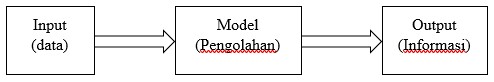 Input
(data)
Model
(Pengolahan)
Output
(Informasi)